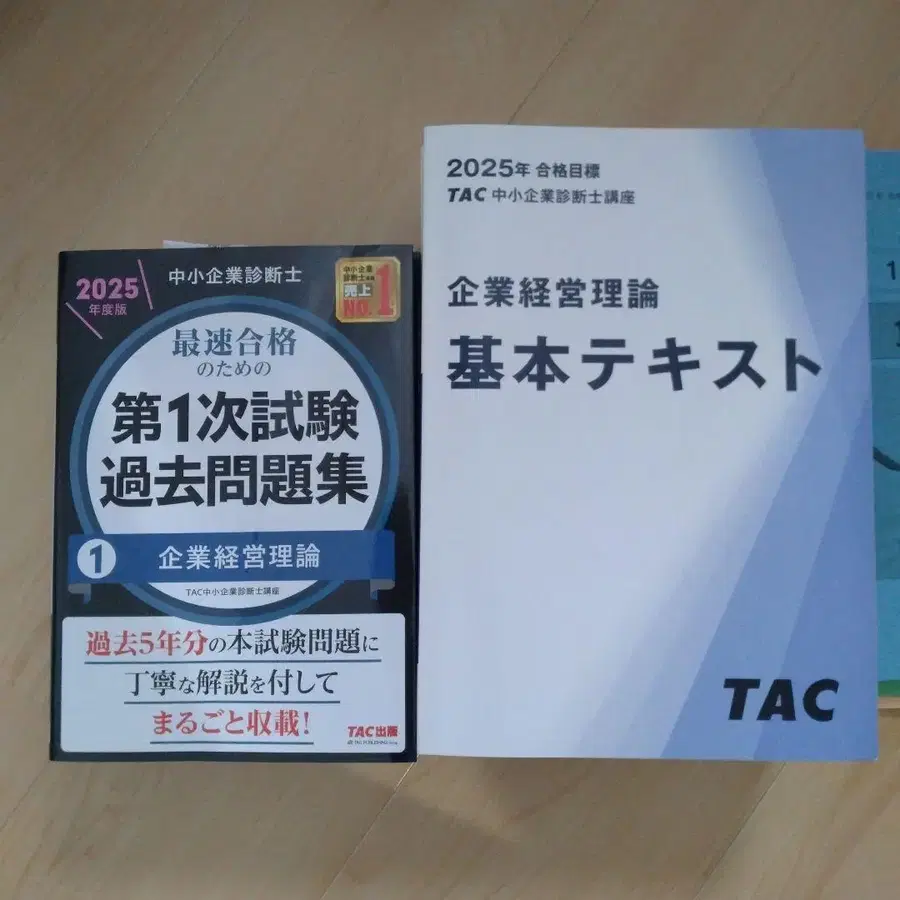 2025
年度版
中小企業診断士
中小企業
売上
NO.1
最速合格
のための
第1次試験
過去問題集
1 企業経営理論
TAC中小企業診断士講座
過去5年分の本試験問題に
丁寧な解説を付して
まるごと収載!
TAC出版
2025年 合格目標
TAC 中小企業診断士講座
企業経営理論
基本テキスト
TAC